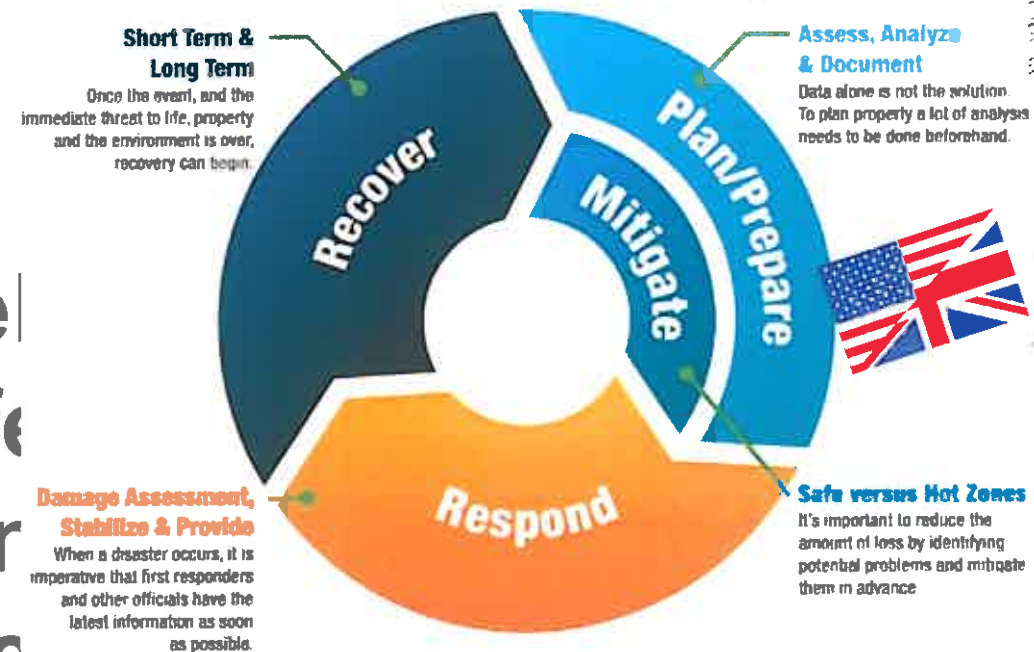 Short Term &
Long Term
Once the event, and the
immediate threat to life, property
and the environment is over,
recovery can begin.
Assess, Analyze
& Document
Data alone is not the solution.
To plan properly a lot of analysis
needs to be done beforehand.
Recover
Plan/Prepare
Mitigate
Respond
Damage Assessment,
Stabilize & Provide
When a disaster occurs, it is
imperative that first responders
and other officials have the
latest information as soon
as possible.
Safe versus Hot Zones
It's important to reduce the
amount of loss by identifying
potential problems and mitigate
them in advance